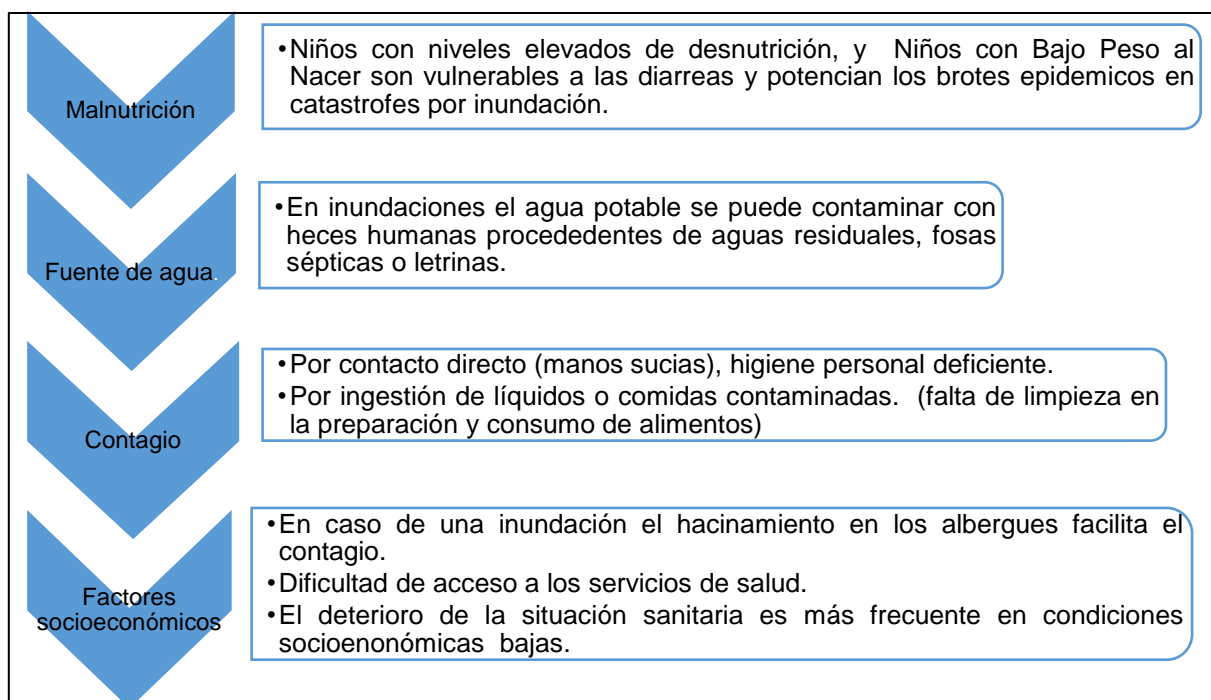 Malnutrición
•Niños con niveles elevados de desnutrición, y Niños con Bajo Peso al
Nacer son vulnerables a las diarreas y potencian los brotes epidemicos en
catastrofes por inundación.
Fuente de agua.
•En inundaciones el agua potable se puede contaminar con
heces humanas procededentes de aguas residuales, fosas
sépticas o letrinas.
Contagio
•Por contacto directo (manos sucias), higiene personal deficiente.
•Por ingestión de líquidos o comidas contaminadas. (falta de limpieza en
la preparación y consumo de alimentos)
Factores
socioeconómicos
•En caso de una inundación el hacinamiento en los albergues facilita el
contagio.
•Dificultad de acceso a los servicios de salud.
•El deterioro de la situación sanitaria es más frecuente en condiciones
socioenonómicas bajas.